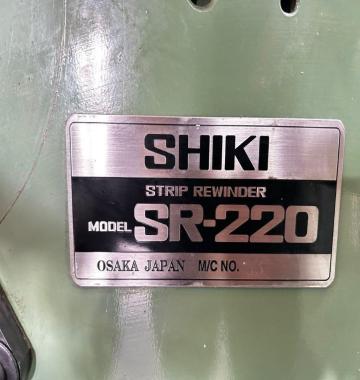 SHIKI
STRIP REWINDER
MODEL SR-220
OSAKA JAPAN M/C NO.